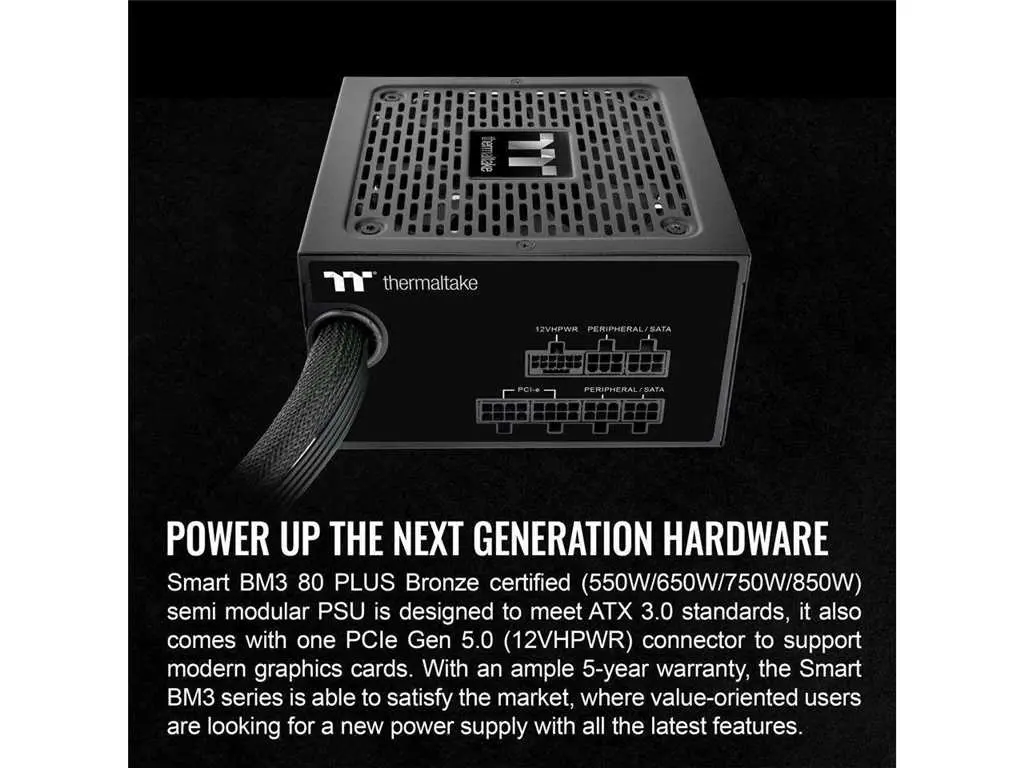 thermaltake
thermaltake
12VHPWR PERIPHERAL / SATA
PCI-e PERIPHERAL / SATA
POWER UP THE NEXT GENERATION HARDWARE
Smart BM3 80 PLUS Bronze certified (550W/650W/750W/850W)
semi modular PSU is designed to meet ATX 3.0 standards, it also
comes with one PCIe Gen 5.0 (12VHPWR) connector to support
modern graphics cards. With an ample 5-year warranty, the Smart
BM3 series is able to satisfy the market, where value-oriented users
are looking for a new power supply with all the latest features.